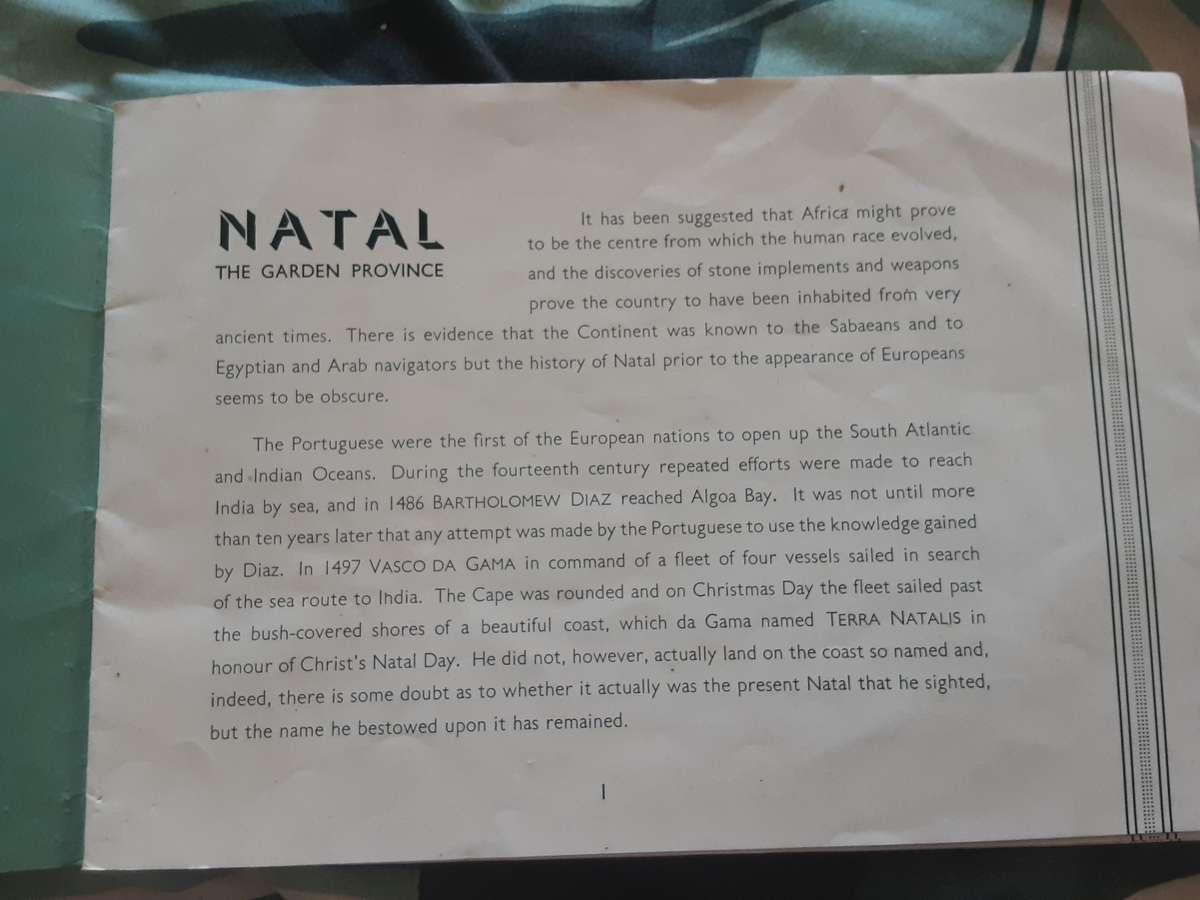 NATAL
THE GARDEN PROVINCE
It has been suggested that Africa might prove
to be the centre from which the human race evolved,
and the discoveries of stone implements and weapons
prove the country to have been inhabited from very
ancient times. There is evidence that the Continent was known to the Sabaeans and to
Egyptian and Arab navigators but the history of Natal prior to the appearance of Europeans
seems to be obscure.
The Portuguese were the first of the European nations to open up the South Atlantic
and Indian Oceans. During the fourteenth century repeated efforts were made to reach
India by sea, and in 1486 BARTHOLOMEW DIAZ reached Algoa Bay. It was not until more
than ten years later that any attempt was made by the Portuguese to use the knowledge gained
by Diaz. In 1497 VASCO DA GAMA in command of a fleet of four vessels sailed in search
of the sea route to India. The Cape was rounded and on Christmas Day the fleet sailed past
the bush-covered shores of a beautiful coast, which da Gama named TERRA NATALIS in
honour of Christ's Natal Day. He did not, however, actually land on the coast so named and,
indeed, there is some doubt as to whether it actually was the present Natal that he sighted,
but the name he bestowed upon it has remained.
1